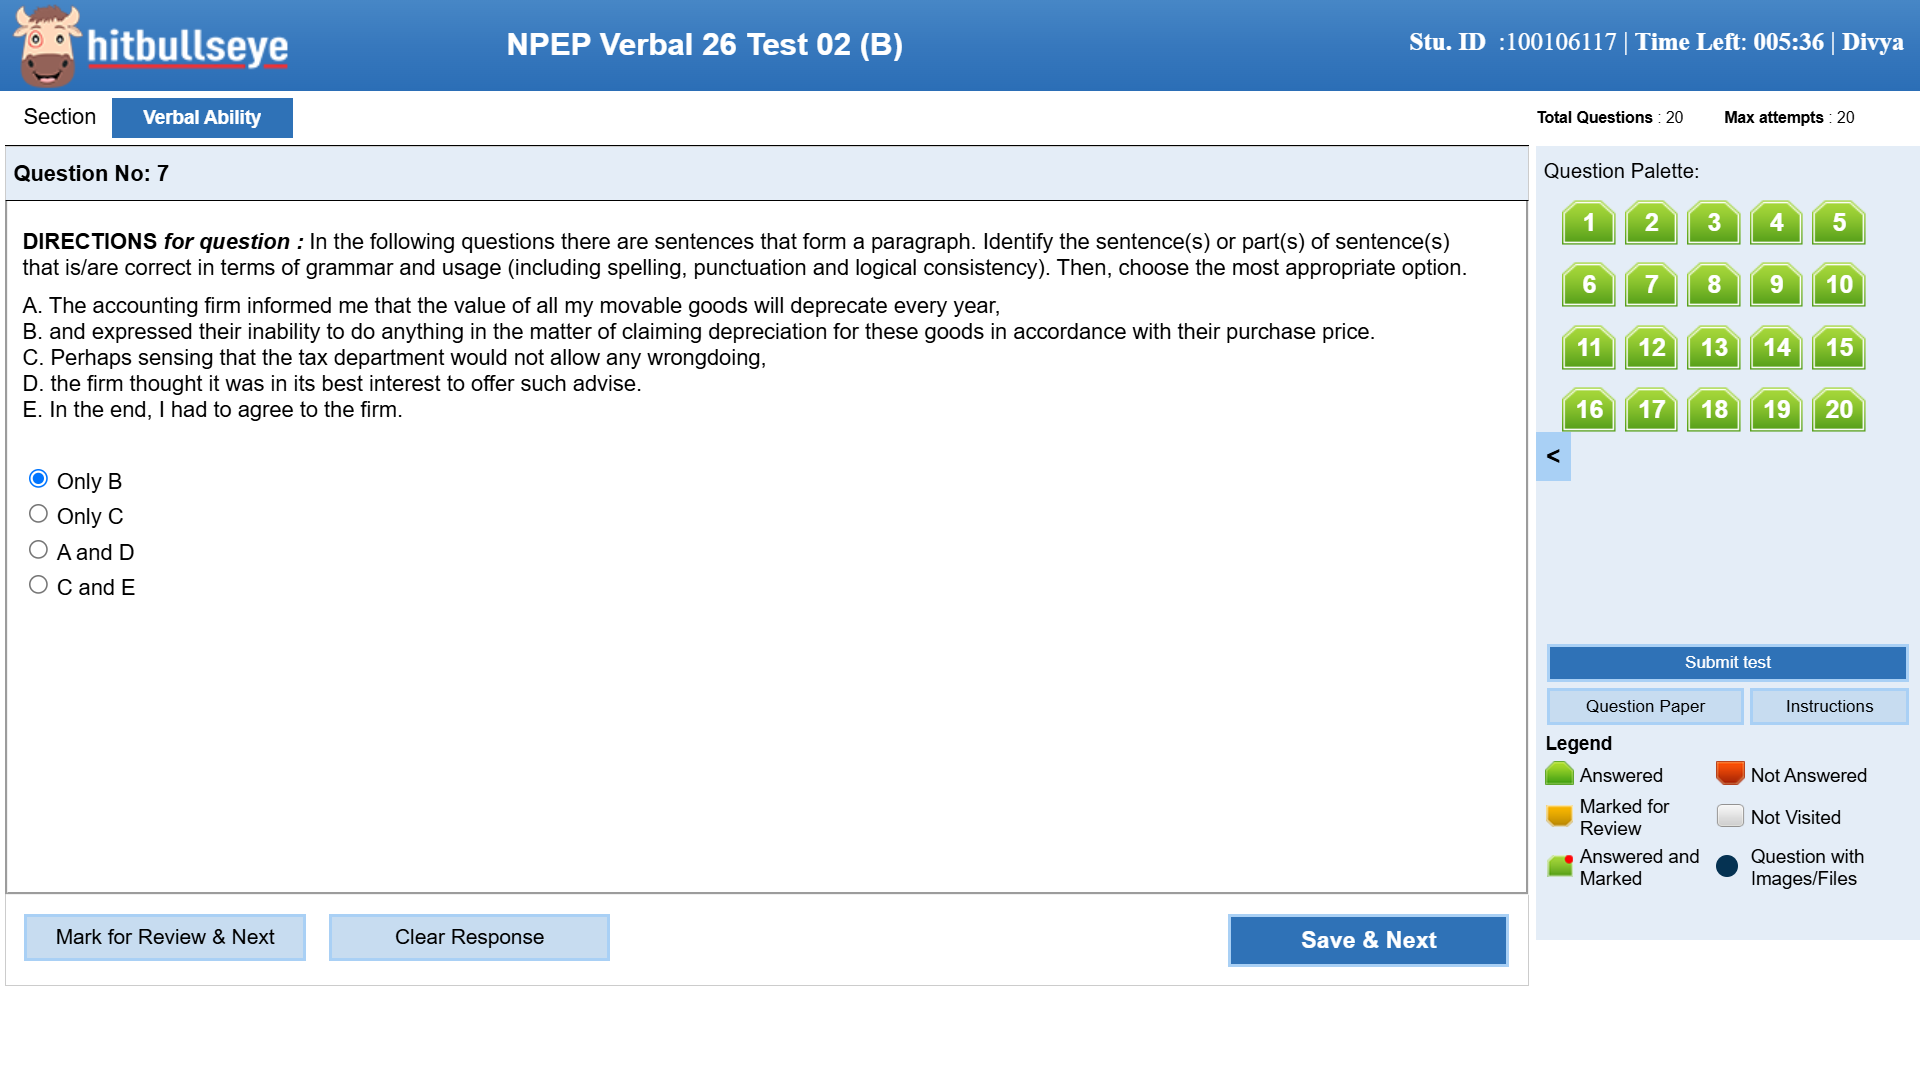 hitbullseye
NPEP Verbal 26 Test 02 (B)
Stu. ID :100106117 | Time Left: 005:36 | Divya
Section
Verbal Ability
Total Questions : 20
Max attempts : 20
Question No: 7
DIRECTIONS for question : In the following questions there are sentences that form a paragraph. Identify the sentence(s) or part(s) of sentence(s)
that is/are correct in terms of grammar and usage (including spelling, punctuation and logical consistency). Then, choose the most appropriate option.
A. The accounting firm informed me that the value of all my movable goods will deprecate every year,
B. and expressed their inability to do anything in the matter of claiming depreciation for these goods in accordance with their purchase price.
C. Perhaps sensing that the tax department would not allow any wrongdoing,
D. the firm thought it was in its best interest to offer such advise.
E. In the end, I had to agree to the firm.
Only B
Only C
A and D
C and E
Mark for Review & Next
Clear Response
Save & Next
Question Palette:
1 2 3 4 5
6 7 8 9 10
11 12 13 14 15
16 17 18 19 20
<
Submit test
Question Paper
Instructions
Legend
Answered
Not Answered
Marked for
Review
Not Visited
Answered and
Marked
Question with
Images/Files